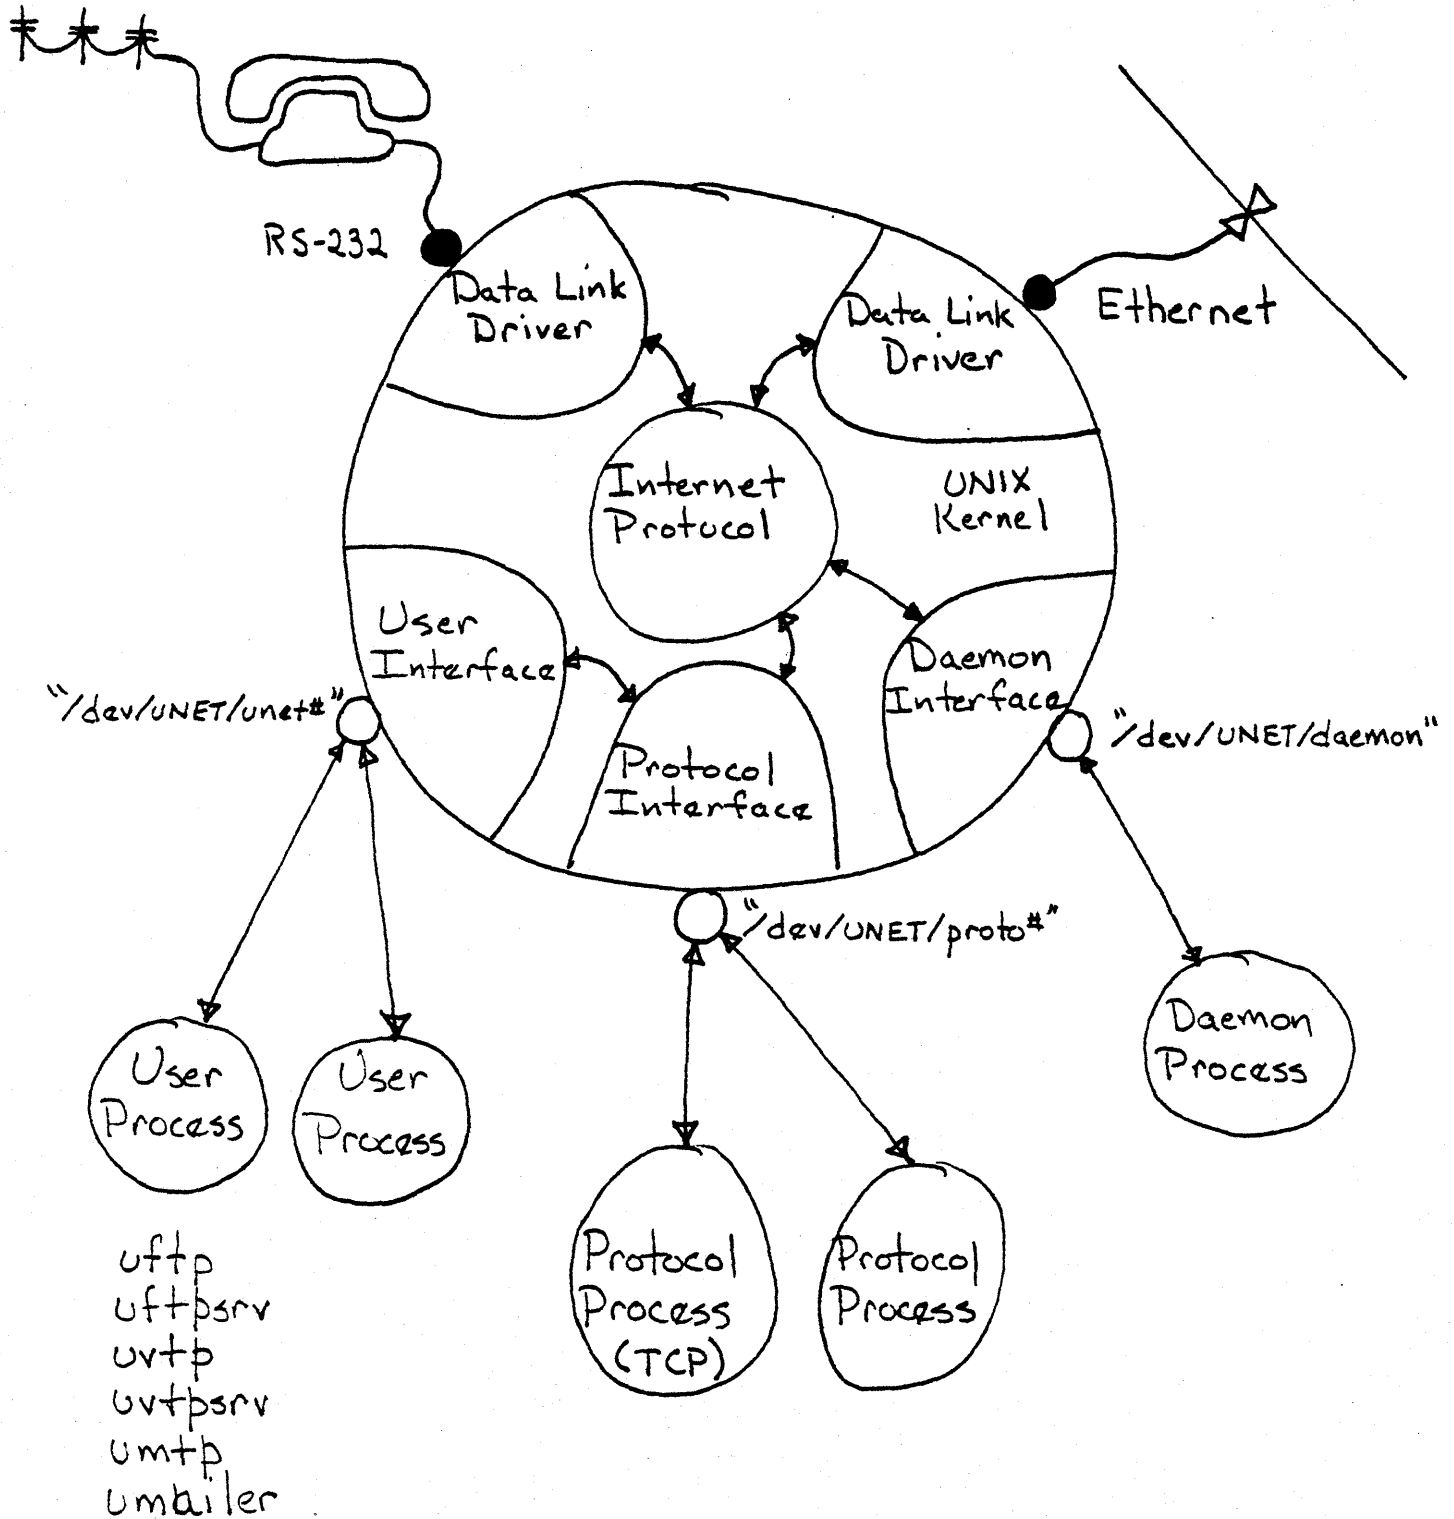 RS-232
Data Link
Driver
Data Link
Driver
Ethernet
Internet
Protocol
UNIX
Kernel
User
Interface
Daemon
Interface
"/dev/UNET/unet#"
"/dev/UNET/daemon"
Protocol
Interface
"/dev/UNET/proto#"
User
Process
User
Process
Daemon
Process
Protocol
Process
(TCP)
Protocol
Process
uftp
uftpsrv
uvtp
uvtpsrv
umtp
umailer